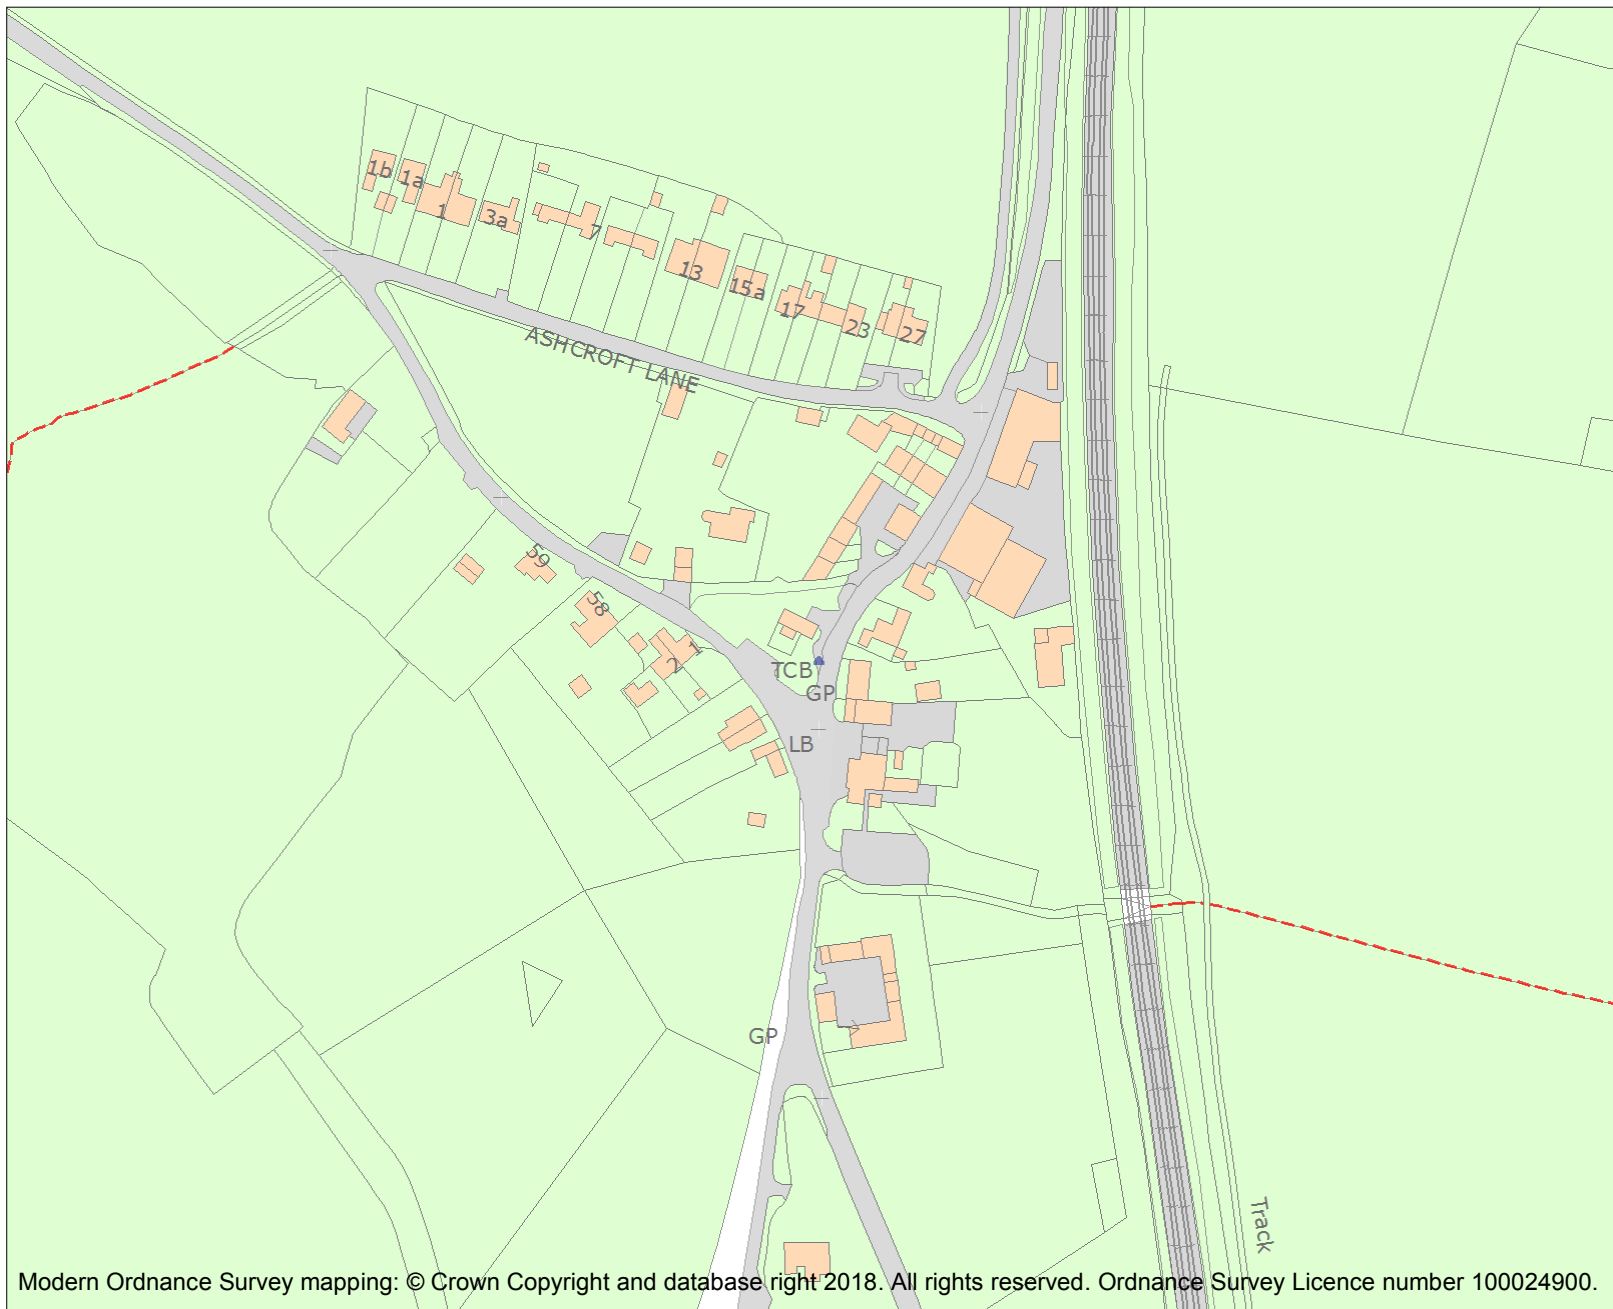 1b
1a
1
3a
7
13
15a
17
23
27
ASHCROFT LANE
59
58
1
2
TCB
GP
LB
GP
Track
Modern Ordnance Survey mapping: © Crown Copyright and database right 2018. All rights reserved. Ordnance Survey Licence number 100024900.